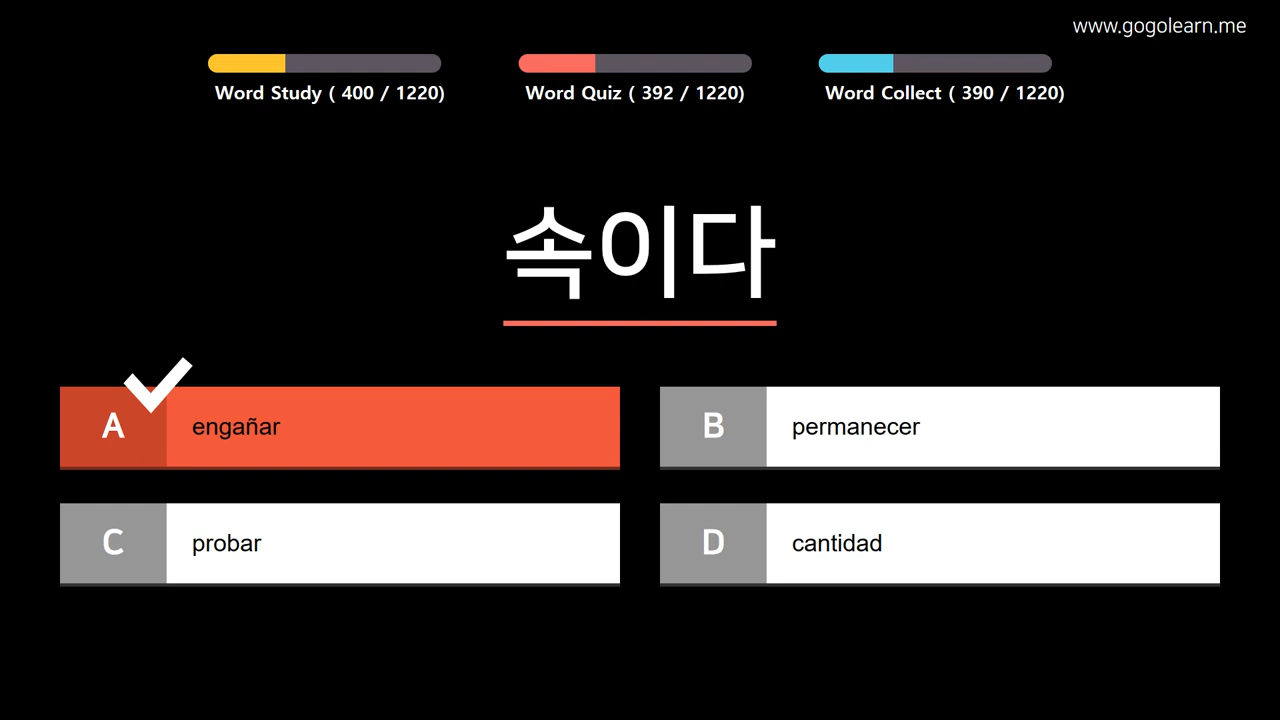 www.gogolearn.me
Word Study ( 400 / 1220)
Word Quiz ( 392 / 1220)
Word Collect ( 390 / 1220)
속이다
A engañar
B permanecer
C probar
D cantidad